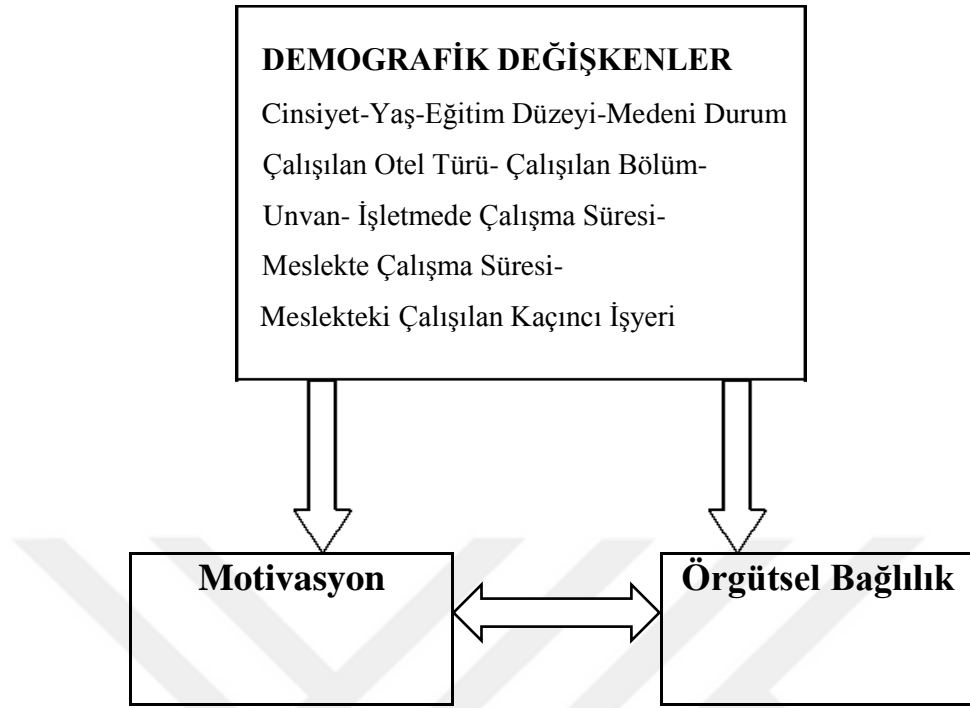 DEMOGRAFİK DEĞİŞKENLER
Cinsiyet-Yaş-Eğitim Düzeyi-Medeni Durum
Çalışılan Otel Türü- Çalışılan Bölüm-
Unvan- İşletmede Çalışma Süresi-
Meslekte Çalışma Süresi-
Meslekteki Çalışılan Kaçıncı İşyeri
Motivasyon
Örgütsel Bağlılık